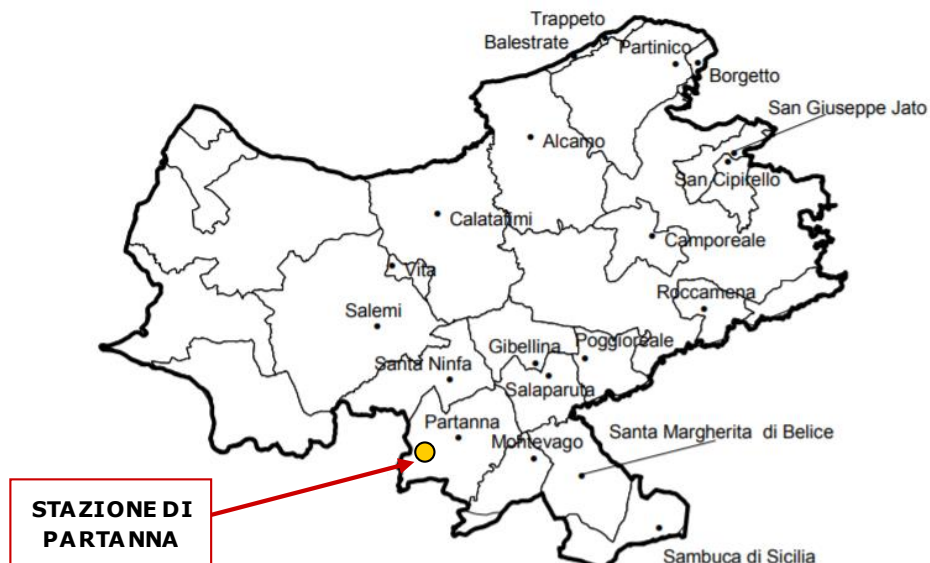 Trappeto
Balestrate
Partinico
Borgetto
San Giuseppe Jato
Alcamo
San Cipirello
Calatafimi
Camporeale
Vita
Roccamena
Salemi
Gibellina
Poggioreale
Santa Ninfa
Salaparuta
Partanna
Montevago
Santa Margherita di Belice
STAZIONE DI
PARTANNA
Sambuca di Sicilia